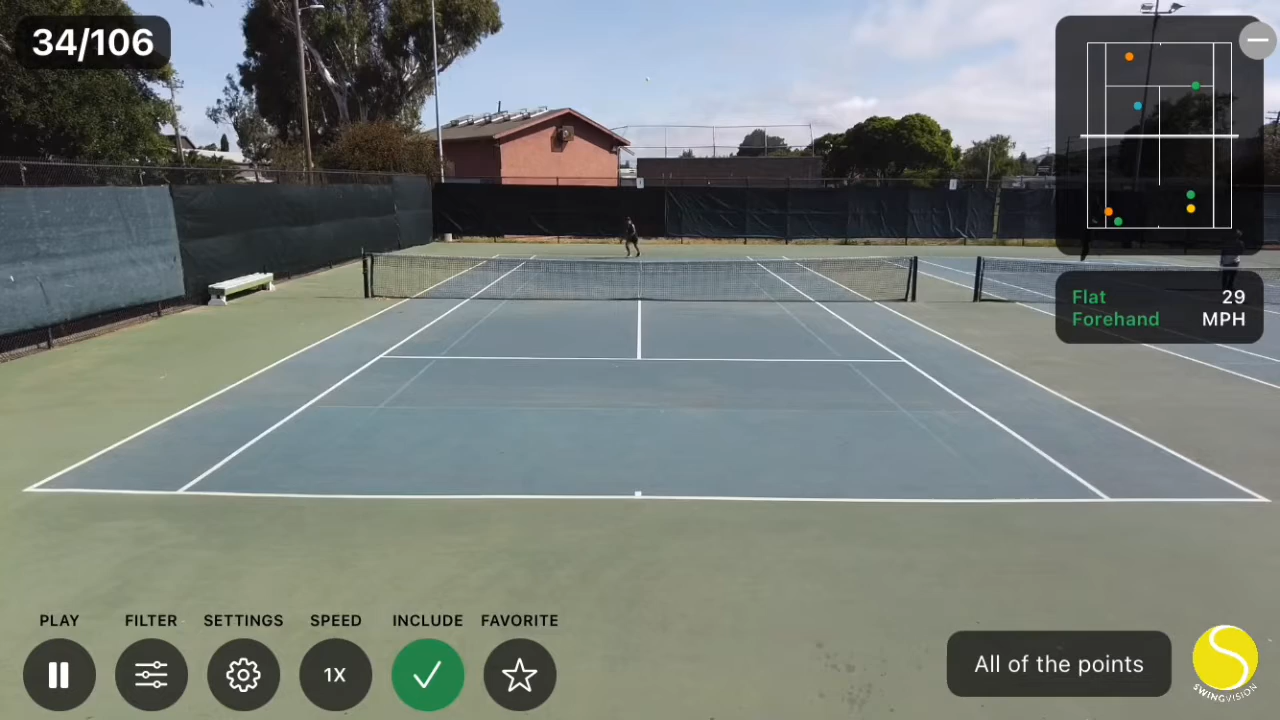 34/106
Flat 29
Forehand MPH
PLAY FILTER SETTINGS SPEED INCLUDE FAVORITE
1X
All of the points
SWINGVISION